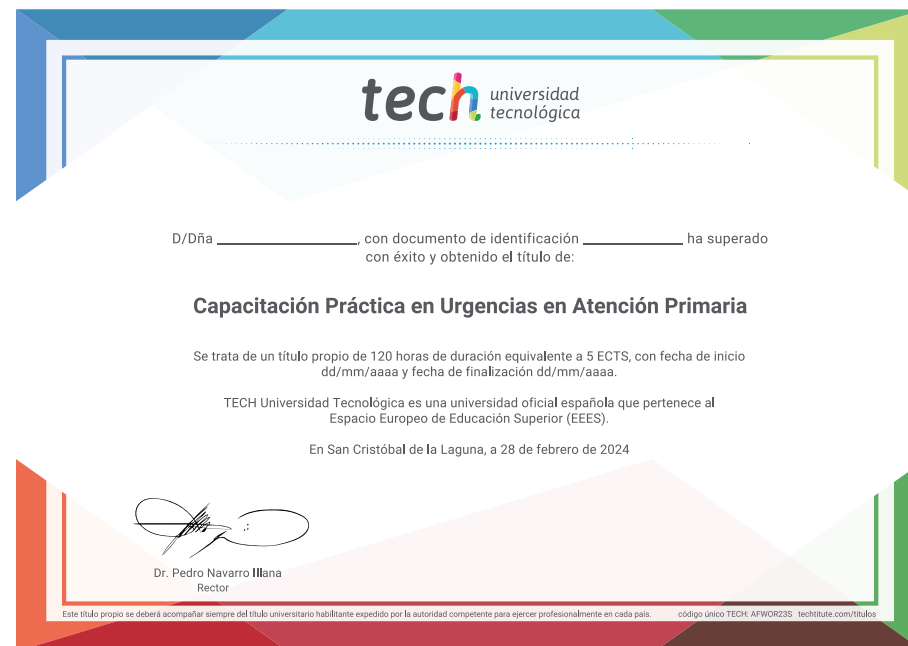 tech universidad
tecnológica
D/Dña ________________, con documento de identificación ____________ ha superado
con éxito y obtenido el título de:
Capacitación Práctica en Urgencias en Atención Primaria
Se trata de un título propio de 120 horas de duración equivalente a 5 ECTS, con fecha de inicio
dd/mm/aaaa y fecha de finalización dd/mm/aaaa.
TECH Universidad Tecnológica es una universidad oficial española que pertenece al
Espacio Europeo de Educación Superior (EEES).
En San Cristóbal de la Laguna, a 28 de febrero de 2024
Dr. Pedro Navarro Illana
Rector
Este título propio se deberá acompañar siempre del título universitario habilitante expedido por la autoridad competente para ejercer profesionalmente en cada país. código único TECH: AFWOR23S techtitute.com/titulos